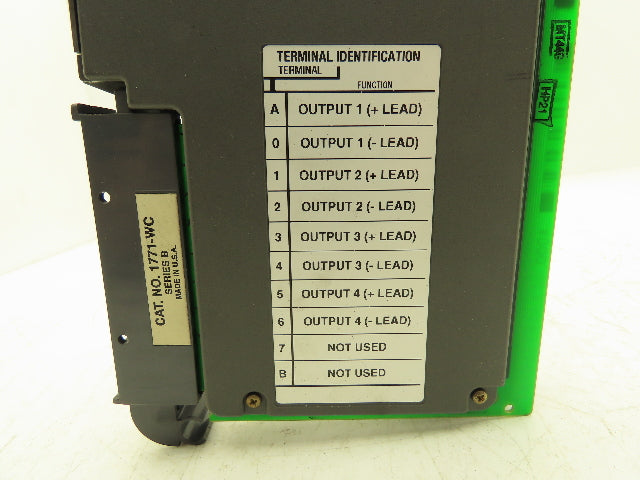 TERMINAL IDENTIFICATION
TERMINAL
FUNCTION
A OUTPUT 1 (+ LEAD)
0 OUTPUT 1 (- LEAD)
1 OUTPUT 2 (+ LEAD)
2 OUTPUT 2 (- LEAD)
3 OUTPUT 3 (+ LEAD)
4 OUTPUT 3 (- LEAD)
5 OUTPUT 4 (+ LEAD)
6 OUTPUT 4 (- LEAD)
7 NOT USED
B NOT USED
CAT. NO. 1771-WC
SERIES B
MADE IN U.S.A.